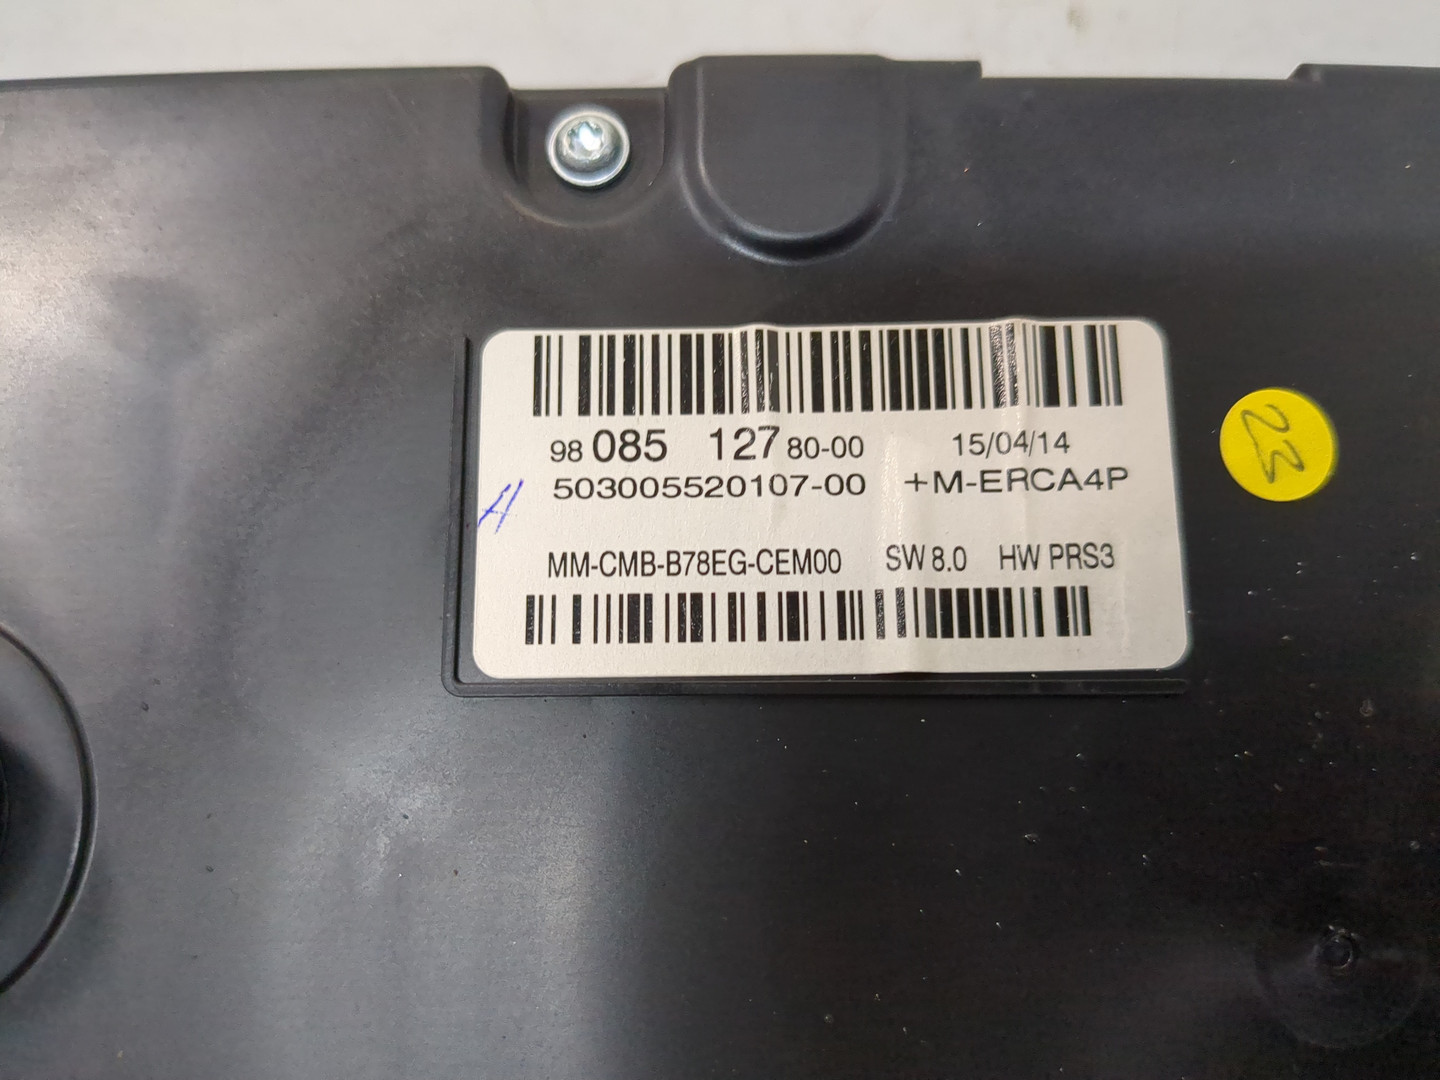 98 085 127 80-00 15/04/14
503005520107-00 +M-ERCA4P
H
MM-CMB-B78EG-CEM00 SW 8.0 HW PRS3
23